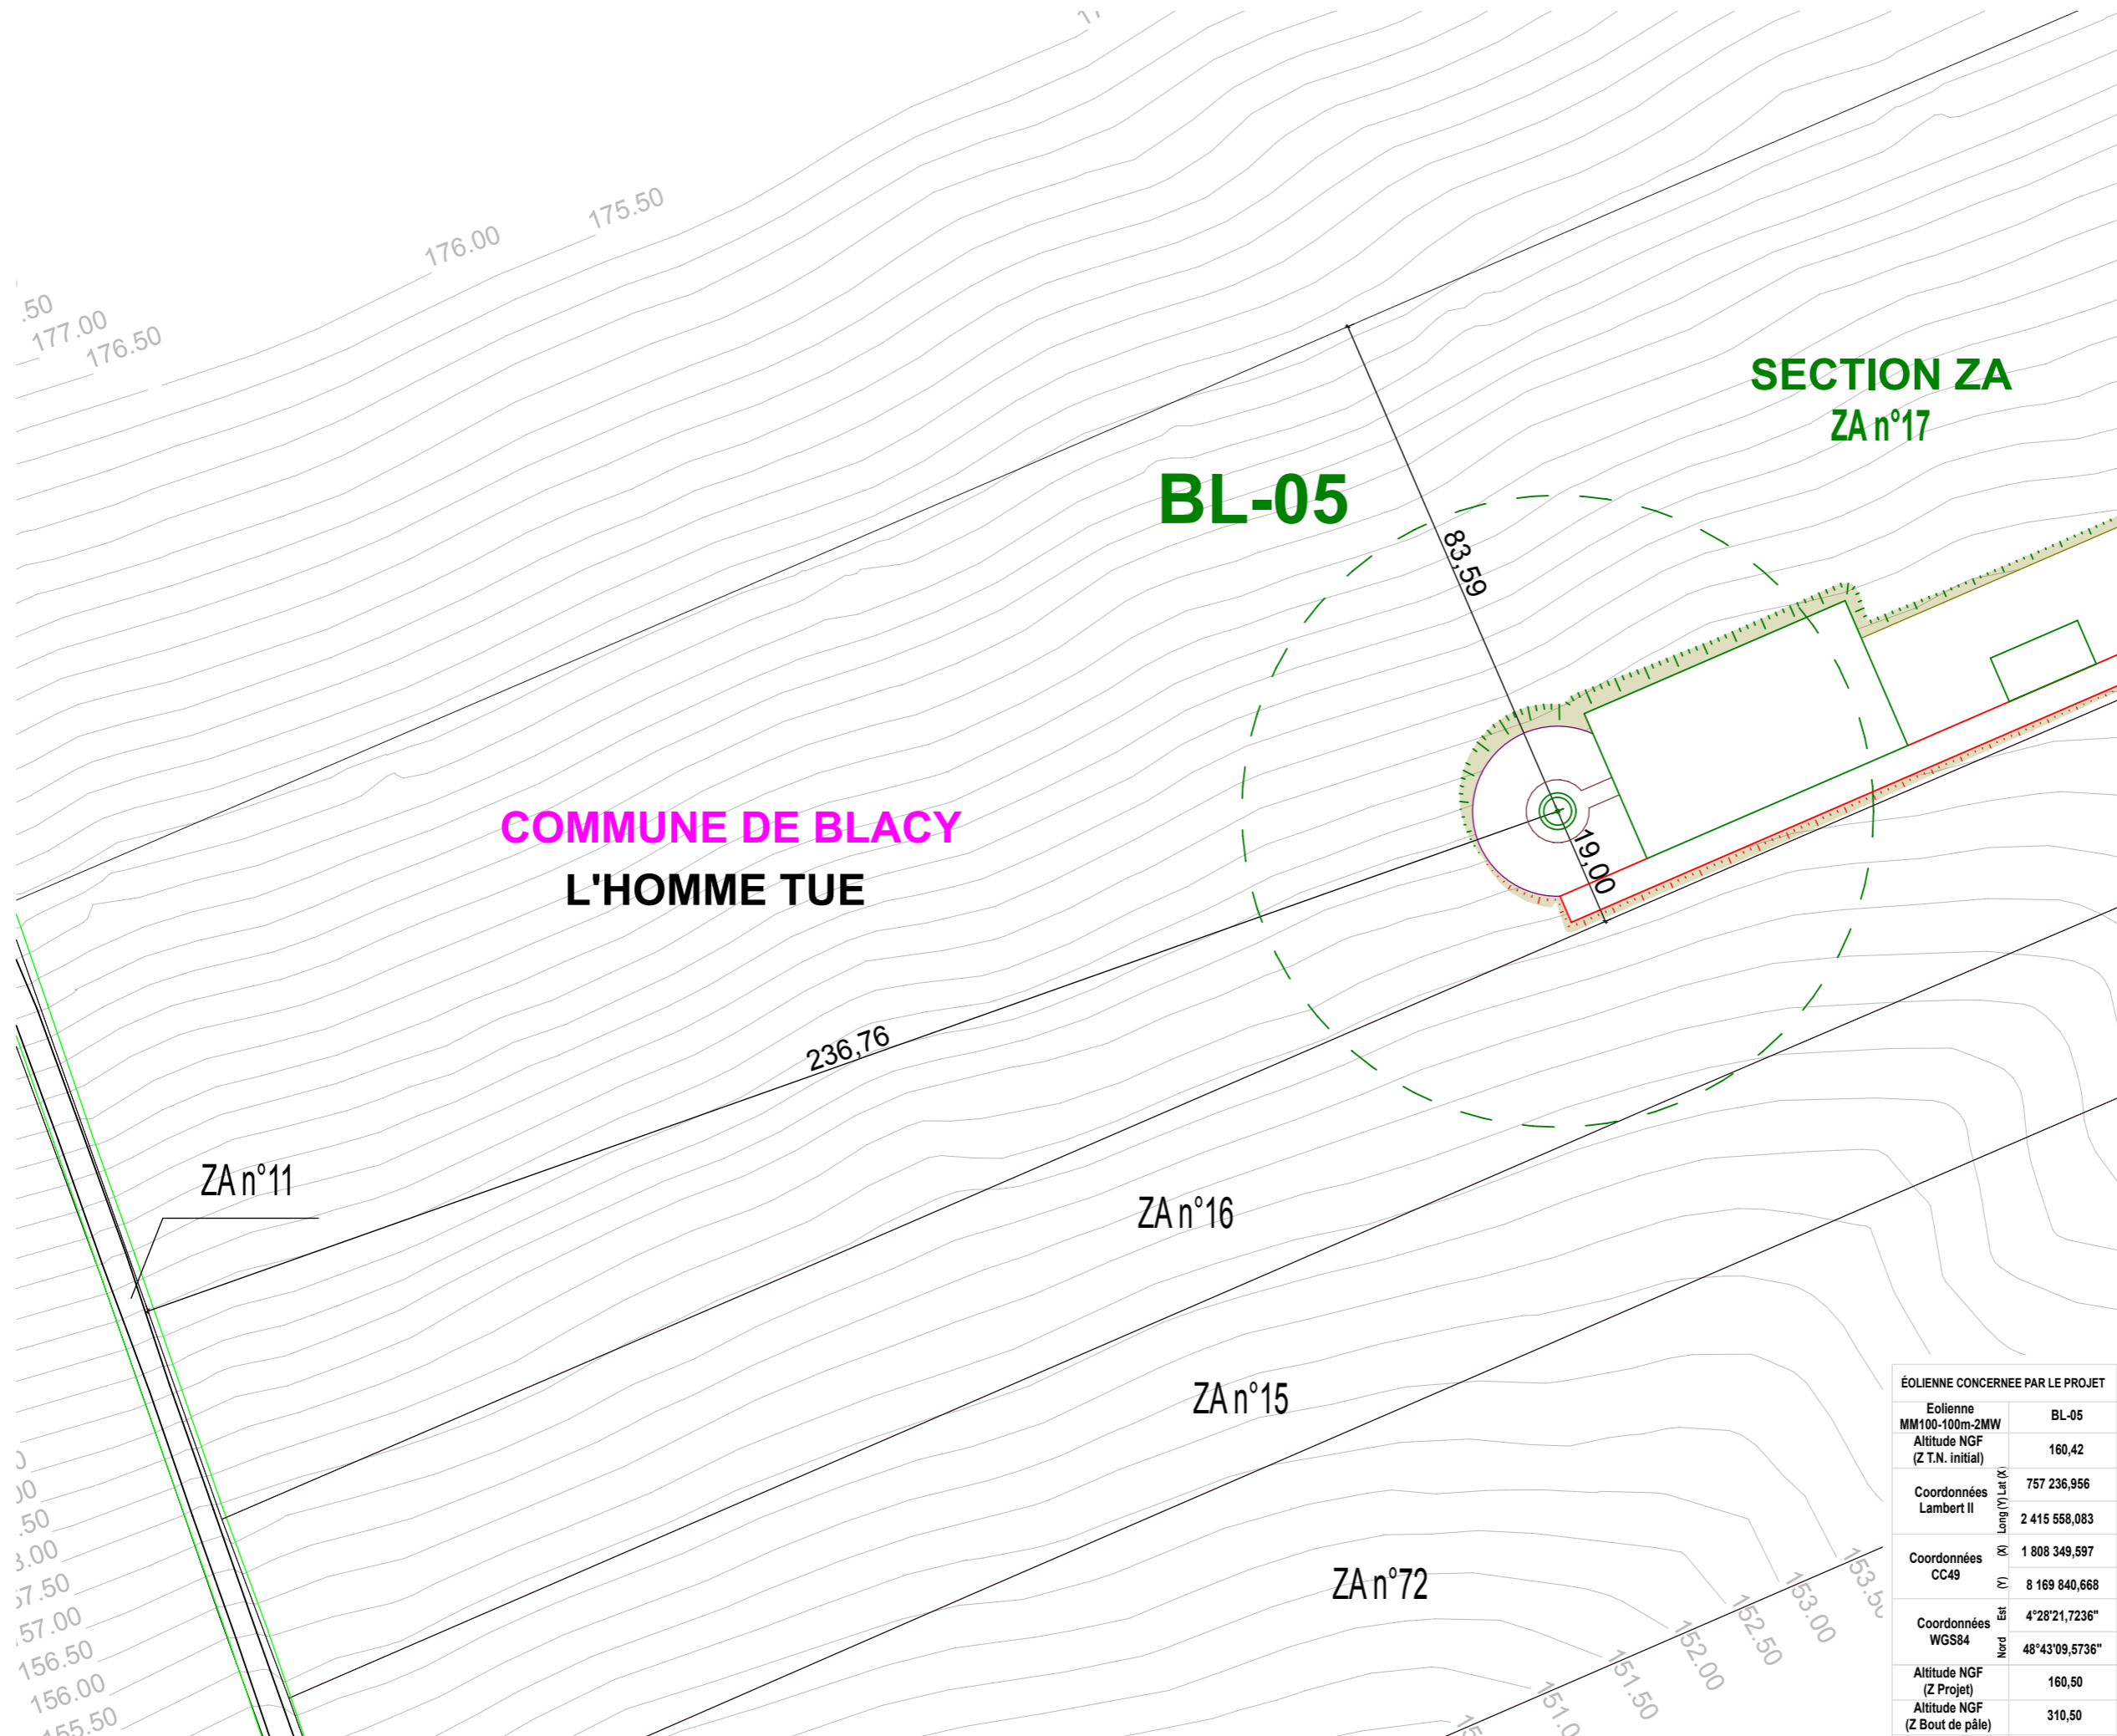 175.50
176.00
.50
177.00
176.50
SECTION ZA
ZA n°17
BL-05
83,59
COMMUNE DE BLACY
L'HOMME TUE
19,00
236,76
ZA n°11
ZA n°16
ZA n°15
ZA n°72
.50
57.50
57.00
156.50
156.00
155.50
153.00
152.50
152.00
151.50
ÉOLIENNE CONCERNEE PAR LE PROJET
Eolienne
MM100-100m-2MW
BL-05
Altitude NGF
(Z T.N. initial)
160,42
Coordonnées
Lambert II
Lat (X)
757 236,956
Long (Y)
2 415 558,083
Coordonnées
CC49
(X)
1 808 349,597
(Y)
8 169 840,668
Coordonnées
WGS84
Est
4°28'21,7236"
Nord
48°43'09,5736"
Altitude NGF
(Z Projet)
160,50
Altitude NGF
(Z Bout de pâle)
310,50